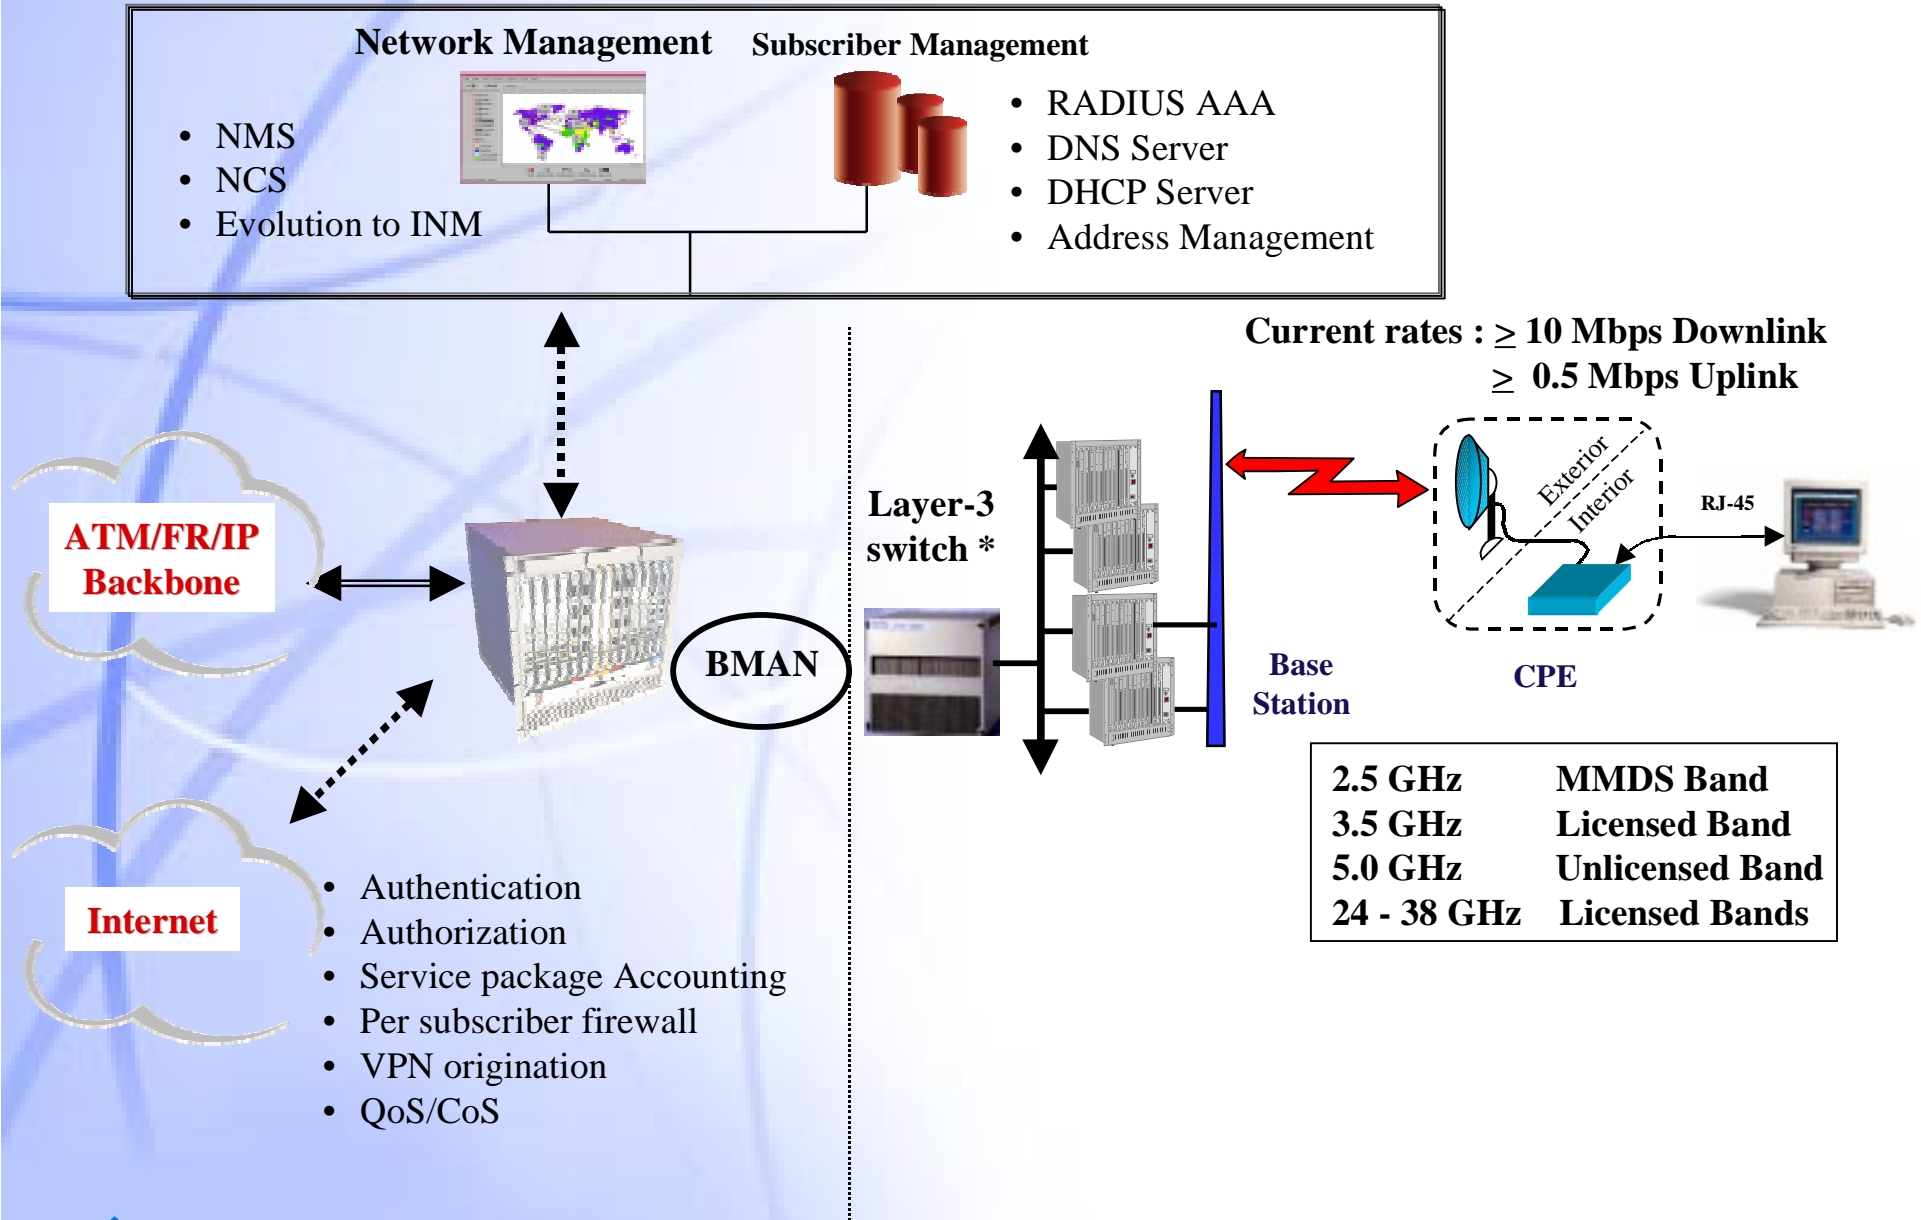 Network Management
Subscriber Management
• NMS
• NCS
• Evolution to INM
• RADIUS AAA
• DNS Server
• DHCP Server
• Address Management
Current rates : ≥ 10 Mbps Downlink
≥ 0.5 Mbps Uplink
ATM/FR/IP
Backbone
BMAN
Layer-3
switch *
Base
Station
Exterior
Interior
RJ-45
CPE
2.5 GHz MMDS Band
3.5 GHz Licensed Band
5.0 GHz Unlicensed Band
24 - 38 GHz Licensed Bands
Internet
• Authentication
• Authorization
• Service package Accounting
• Per subscriber firewall
• VPN origination
• QoS/CoS